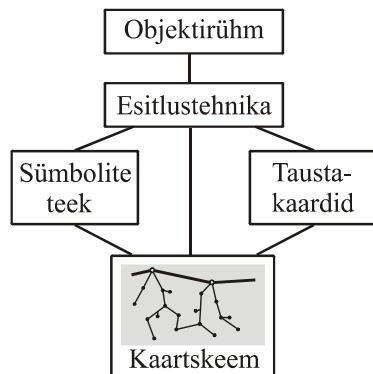 Objektirühm
Esitlustehnika
Sümbolite
teek
Tausta-
kaardid
Kaartskeem